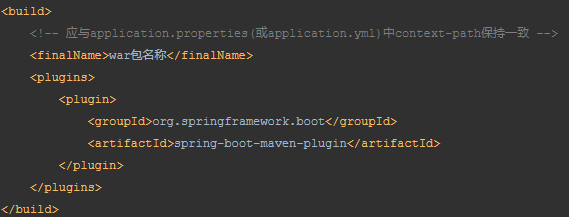 <build>
<!-- 应与application.properties(或application.yml)中context-path保持一致 -->
<finalName>war包名称</finalName>
<plugins>
<plugin>
<groupId>org.springframework.boot</groupId>
<artifactId>spring-boot-maven-plugin</artifactId>
</plugin>
</plugins>
</build>